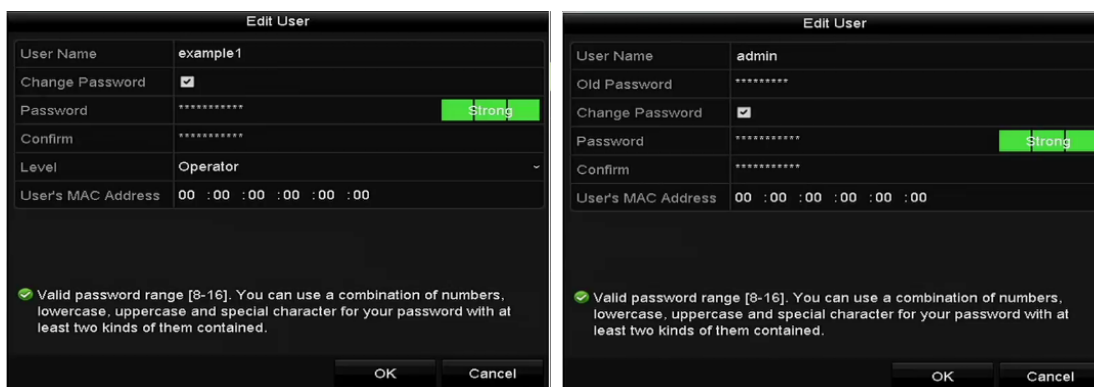 Edit User
User Name example1
Change Password
Password *********** Strong
Confirm ***********
Level Operator
User's MAC Address 00 :00 :00 :00 :00 :00
Valid password range [8-16]. You can use a combination of numbers,
lowercase, uppercase and special character for your password with at
least two kinds of them contained.
OK Cancel
Edit User
User Name admin
Old Password *********
Change Password
Password *********** Strong
Confirm ***********
User's MAC Address 00 :00 :00 :00 :00 :00
Valid password range [8-16]. You can use a combination of numbers,
lowercase, uppercase and special character for your password with at
least two kinds of them contained.
OK Cancel